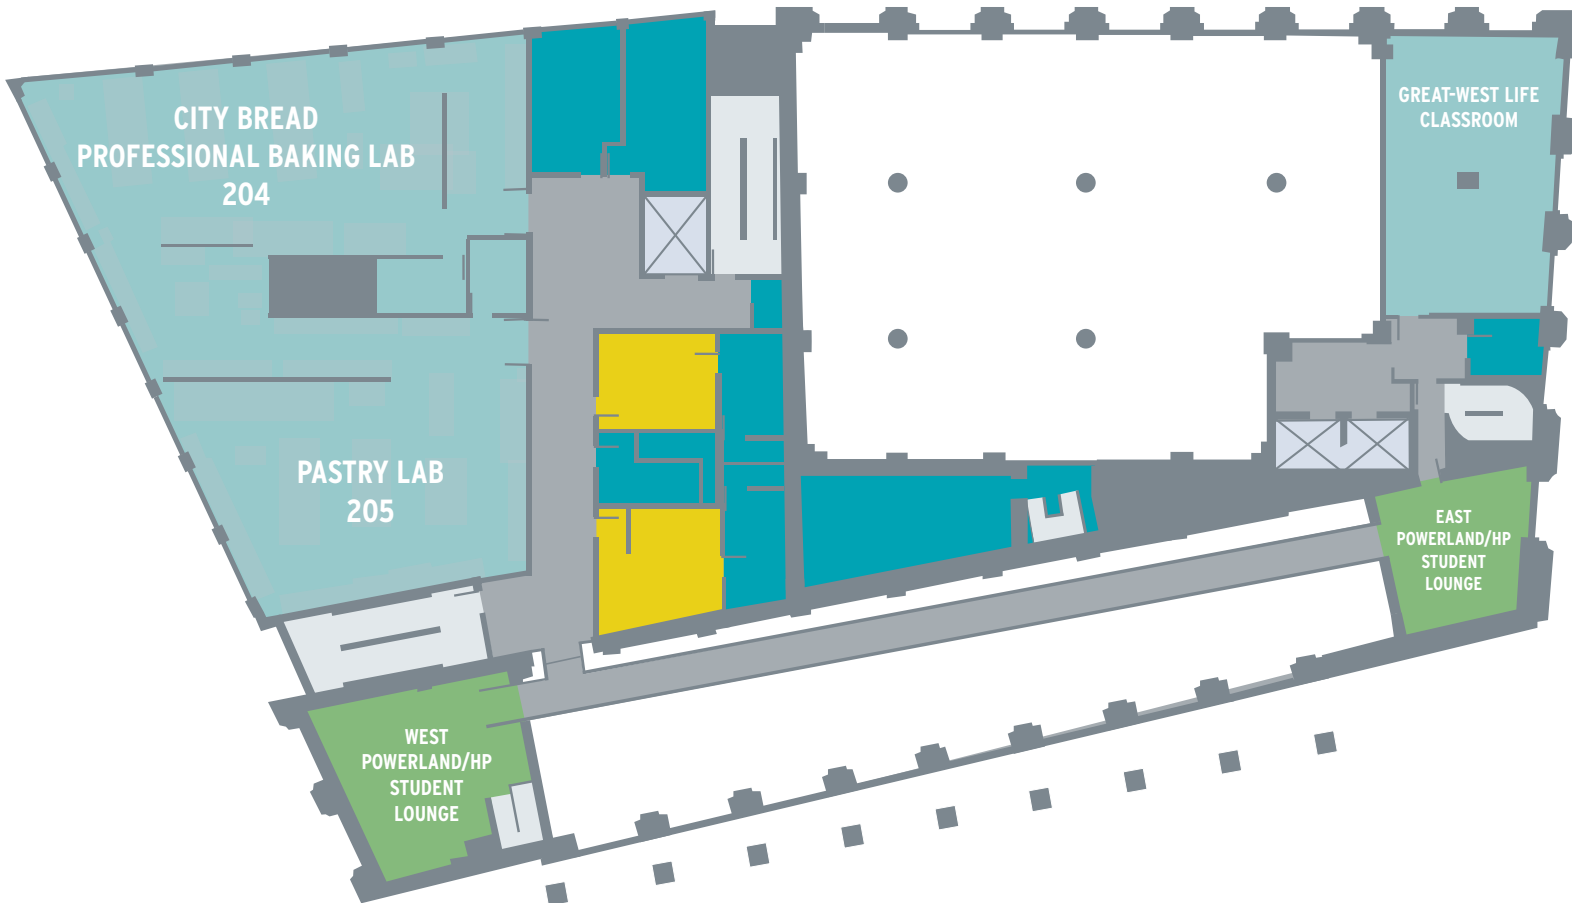 CITY BREAD
PROFESSIONAL BAKING LAB
204
GREAT-WEST LIFE
CLASSROOM
PASTRY LAB
205
EAST
POWERLAND/HP
STUDENT
LOUNGE
WEST
POWERLAND/HP
STUDENT
LOUNGE